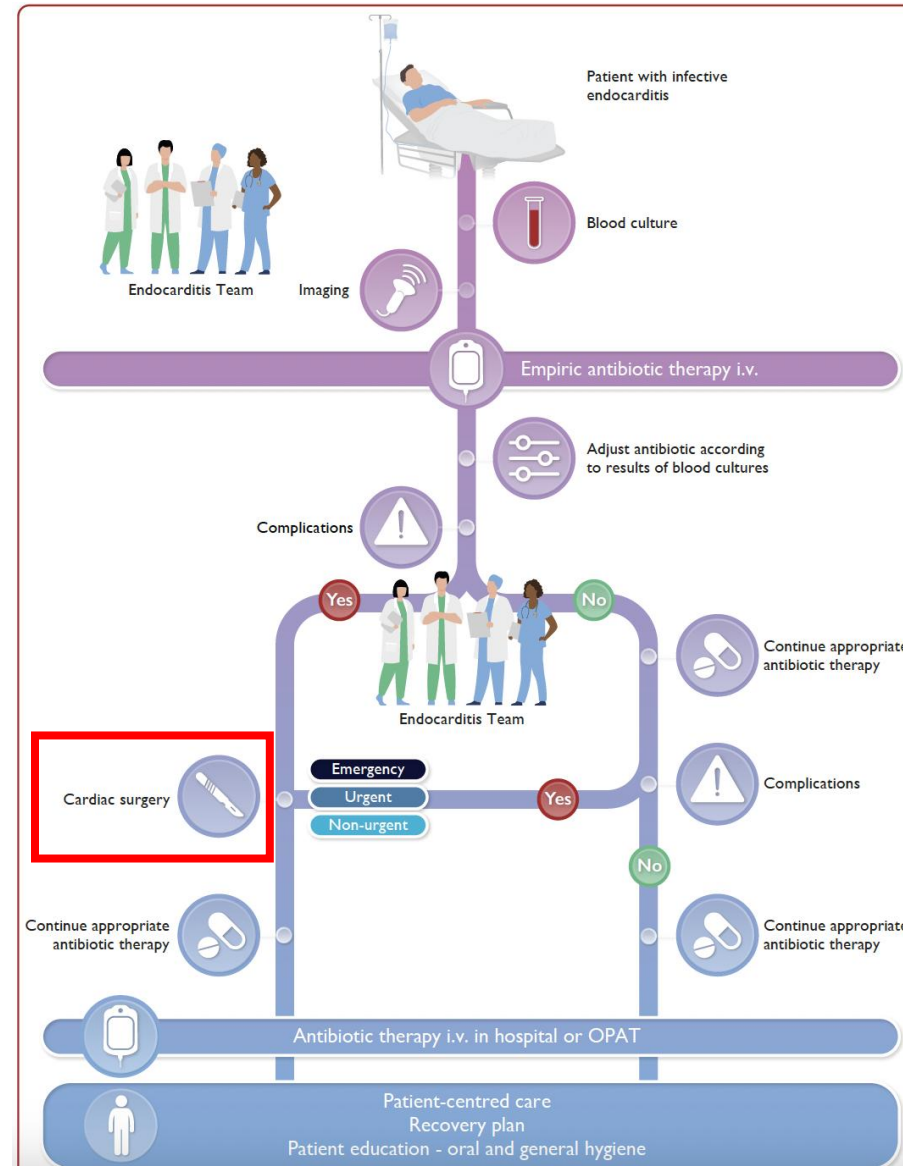 Patient with infective
endocarditis
Blood culture
Endocarditis Team
Imaging
Empiric antibiotic therapy i.v.
Adjust antibiotic according
to results of blood cultures
Complications
Yes
No
Continue appropriate
antibiotic therapy
Endocarditis Team
Emergency
Cardiac surgery
Urgent
Yes
Complications
Non-urgent
No
Continue appropriate
antibiotic therapy
Continue appropriate
antibiotic therapy
Antibiotic therapy i.v. in hospital or OPAT
Patient-centred care
Recovery plan
Patient education - oral and general hygiene